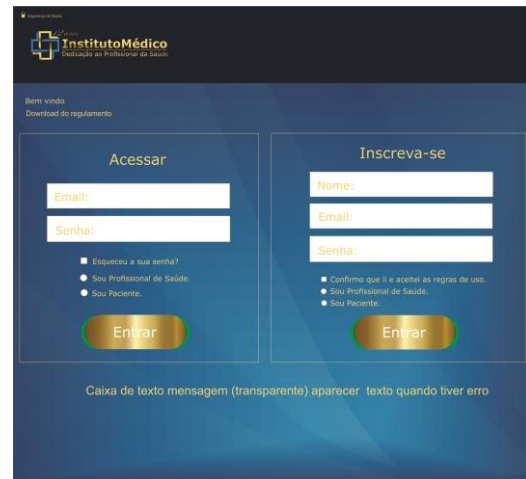 InstitutoMédico
Dedicação ao Profissional da Saúde
Bem vindo
Download do regulamento
Acessar
Email:
Senha:
Esqueceu a sua senha?
Sou Profissional de Saúde.
Sou Paciente.
Entrar
Inscreva-se
Nome:
Email:
Senha:
Confirmo que li e aceitei as regras de uso.
Sou Profissional de Saúde.
Sou Paciente.
Entrar
Caixa de texto mensagem (transparente) aparecer texto quando tiver erro